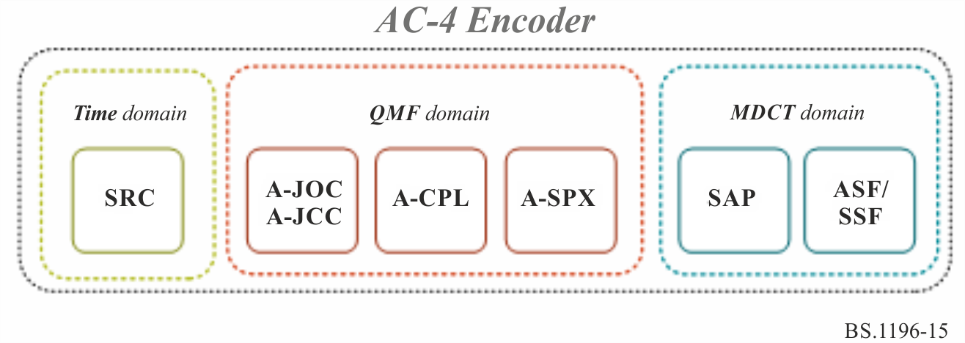 AC-4 Encoder
Time domain
QMF domain
MDCT domain
SRC
A-JOC
A-JCC
A-CPL
A-SPX
SAP
ASF/
SSF
BS.1196-15